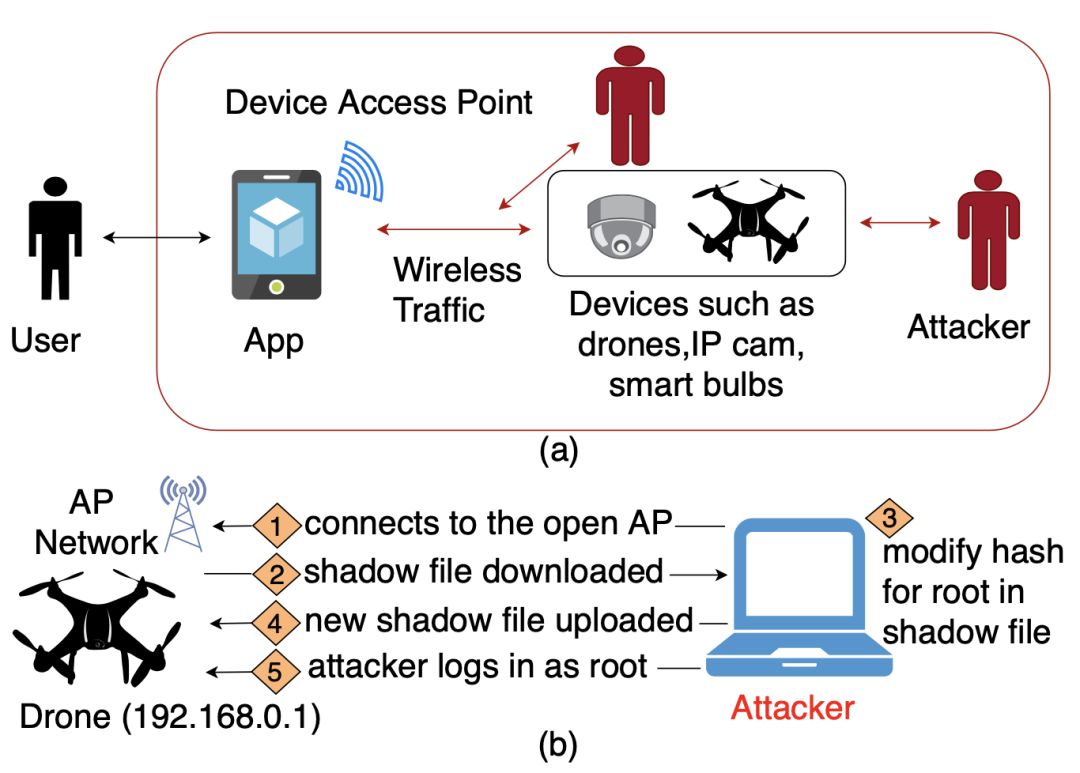 Device Access Point
Wireless
Traffic
User
App
Devices such as
drones,IP cam,
smart bulbs
Attacker
(a)
AP
Network
1 connects to the open AP
2 shadow file downloaded
3
modify hash
for root in
shadow file
4 new shadow file uploaded
5 attacker logs in as root
Drone (192.168.0.1)
Attacker
(b)